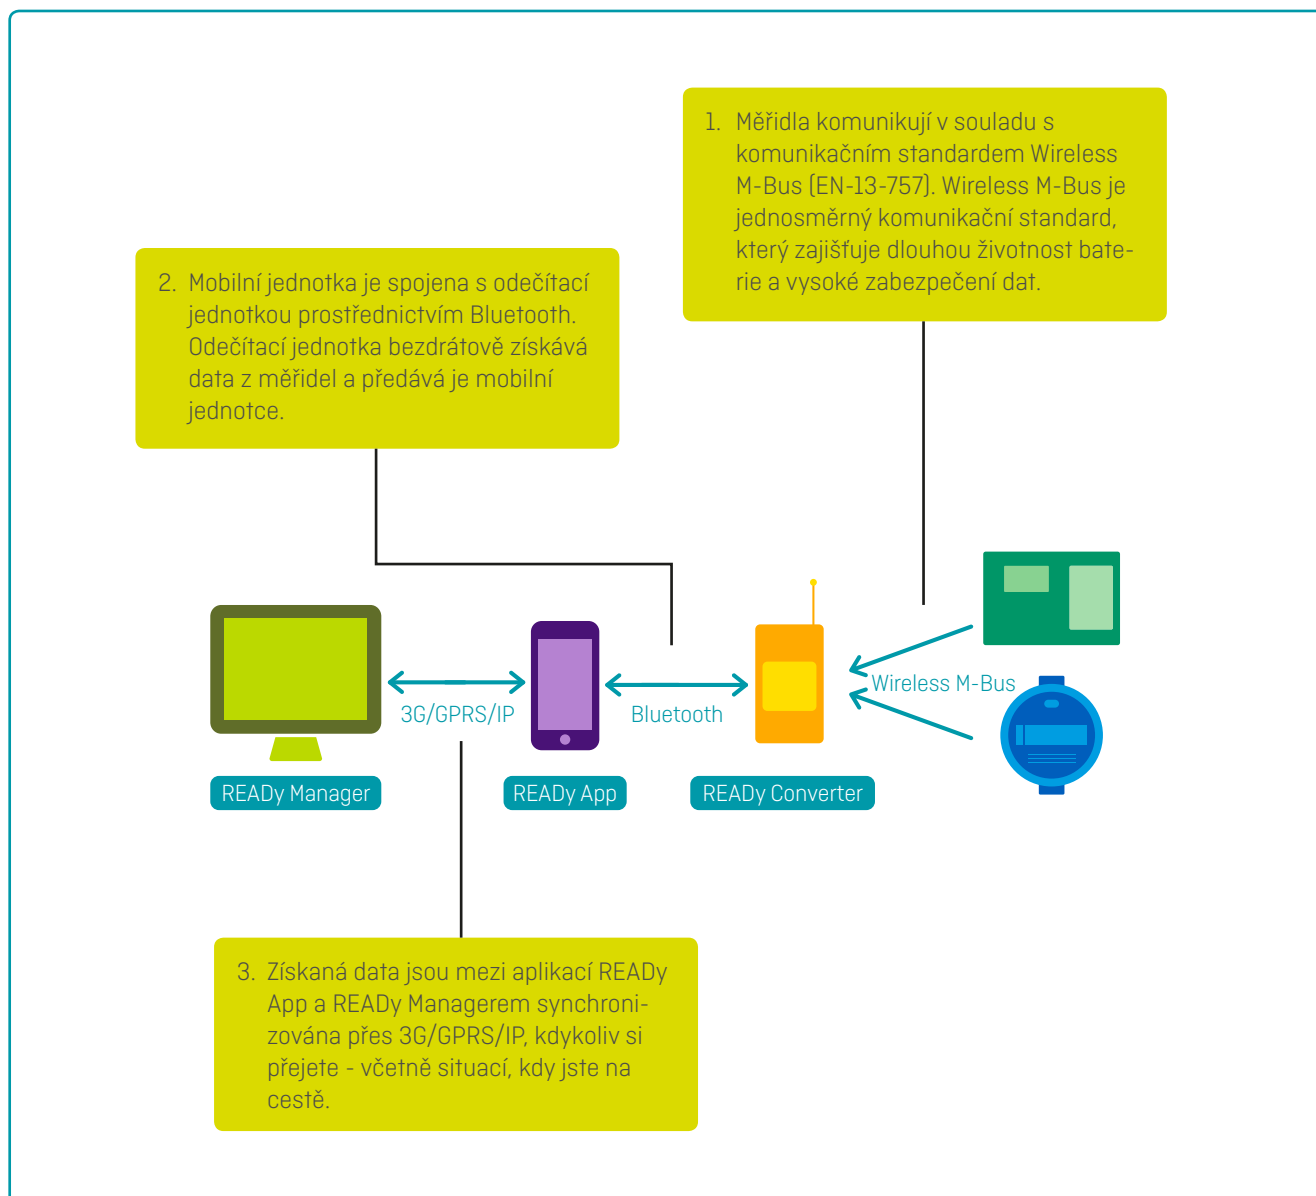 1. Měřidla komunikují v souladu s
komunikačním standardem Wireless
M-Bus (EN-13-757). Wireless M-Bus je
jednosměrný komunikační standard,
který zajišťuje dlouhou životnost bate-
rie a vysoké zabezpečení dat.
2. Mobilní jednotka je spojena s odečítací
jednotkou prostřednictvím Bluetooth.
Odečítací jednotka bezdrátově získává
data z měřidel a předává je mobilní
jednotce.
3G/GPRS/IP
Bluetooth
Wireless M-Bus
READy Manager
READy App
READy Converter
3. Získaná data jsou mezi aplikací READy
App a READy Managerem synchroni-
zována přes 3G/GPRS/IP, kdykoliv si
přejete - včetně situací, kdy jste na
cestě.